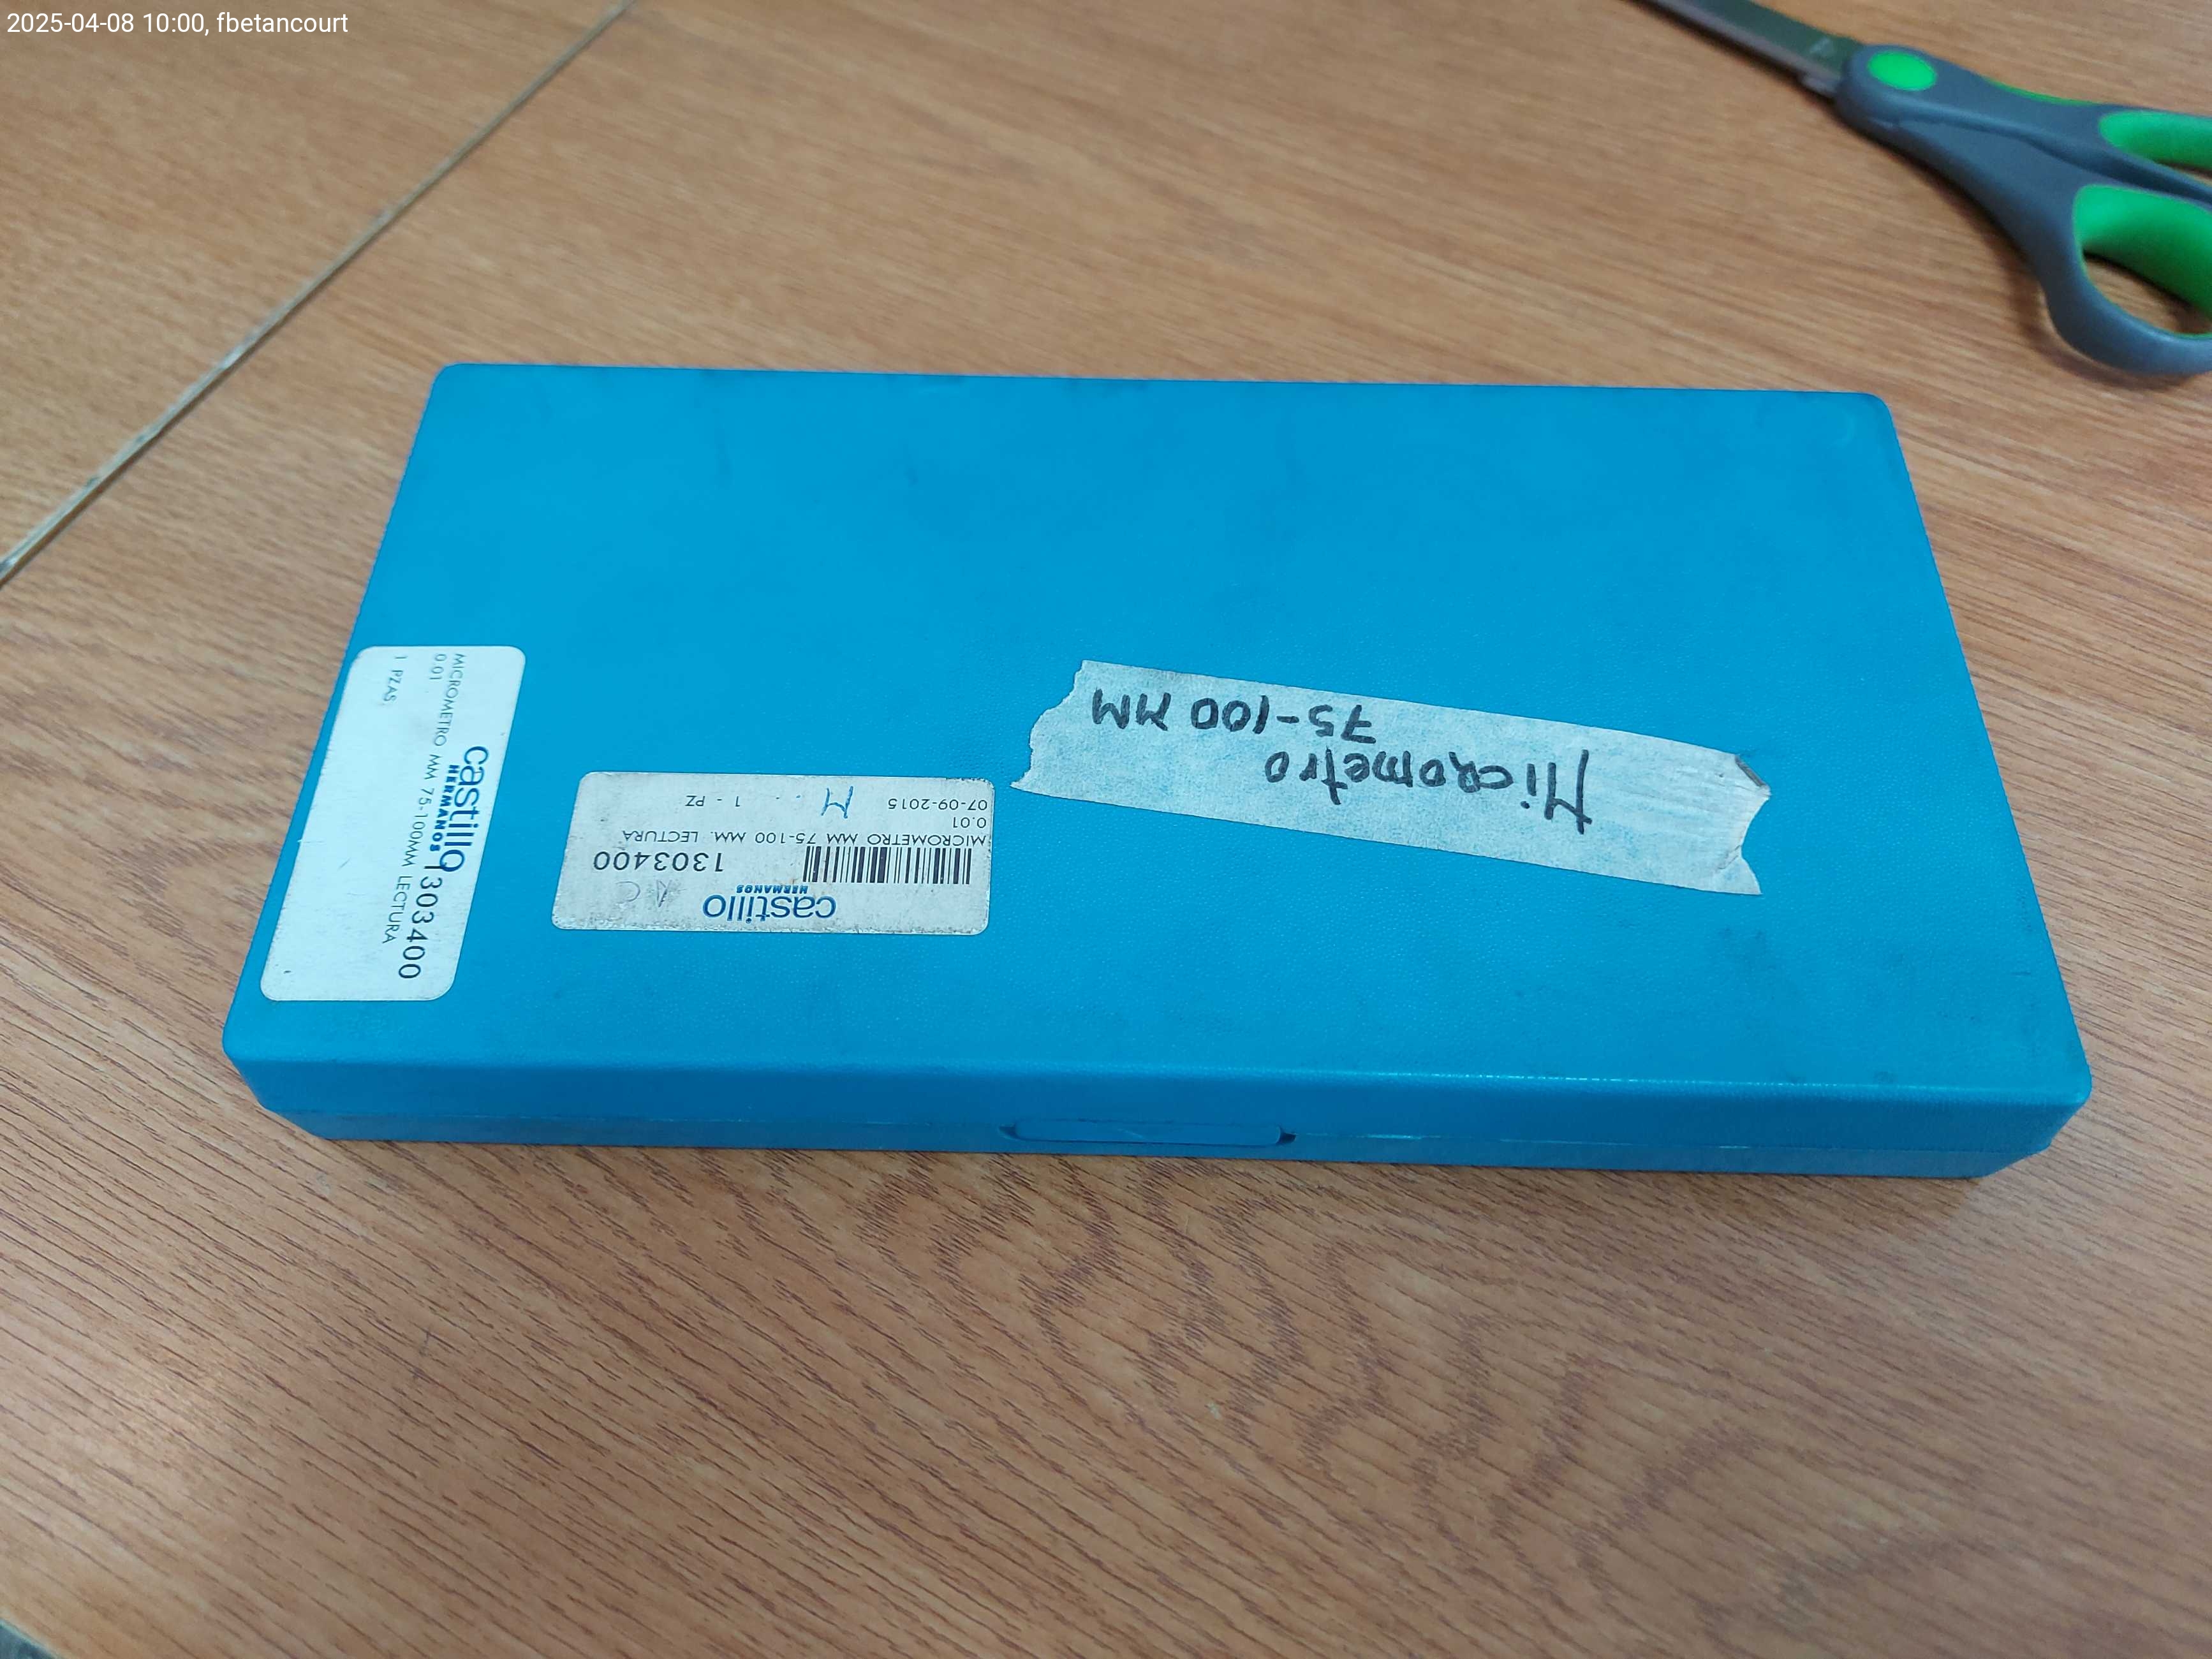 2025-04-08 10:00, fbetancourt
Micrometro
75-100 MM
castillo
HERMANOS
1303400
MICROMETRO MM 75-100 MM. LECTURA
0.01
07-09-2015
M
1 - PZ
castillo
HERMANOS
1303400
MICROMETRO MM 75-100MM LECTURA
0.01
1 PZAS